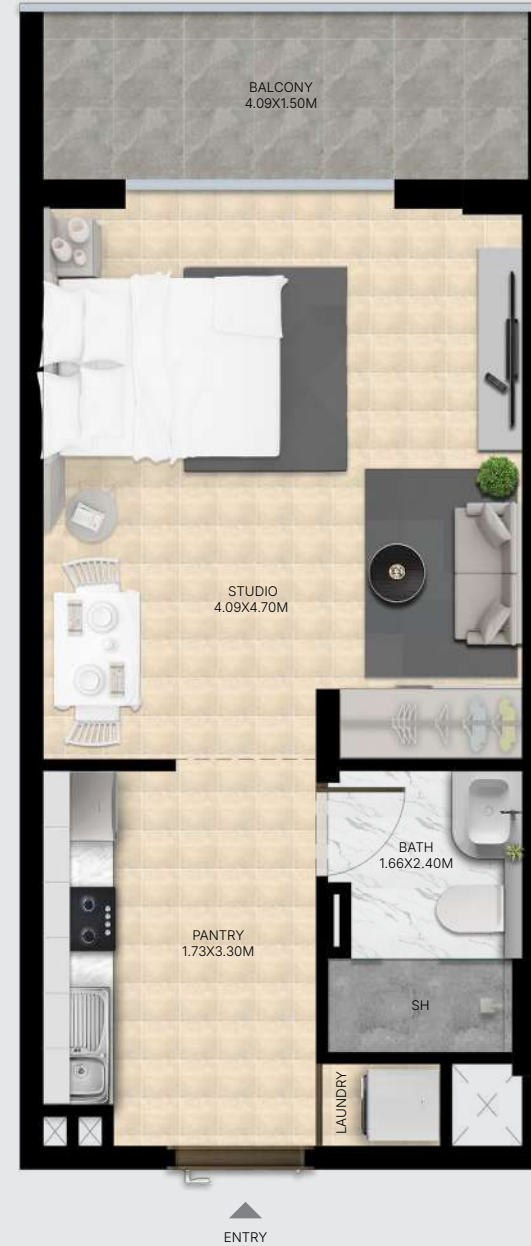 BALCONY
4.09X1.50M
STUDIO
4.09X4.70M
BATH
1.66X2.40M
PANTRY
1.73X3.30M
SH
LAUNDRY
ENTRY